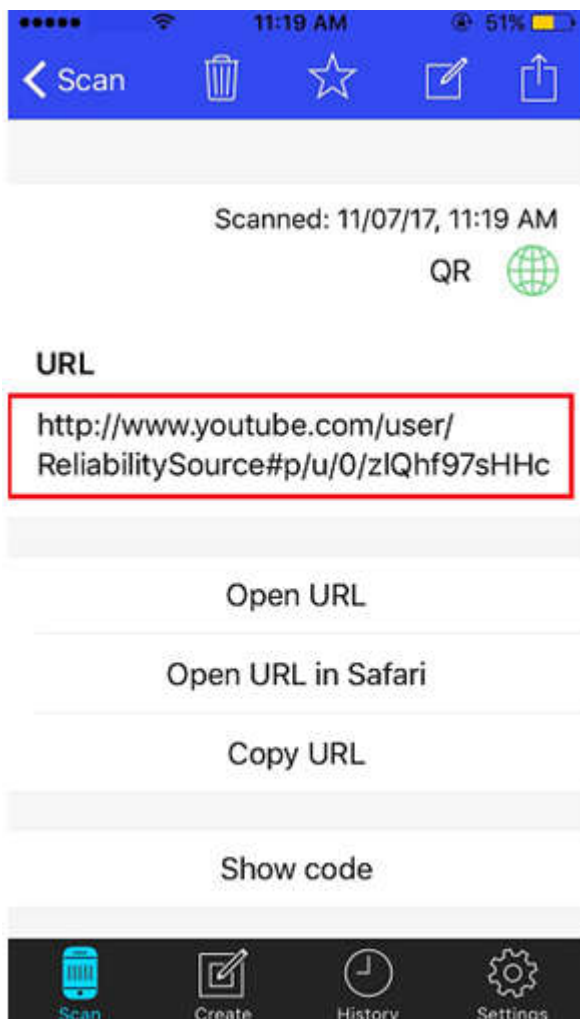 11:19 AM
51%
Scan
Scanned: 11/07/17, 11:19 AM
QR
URL
http://www.youtube.com/user/
ReliabilitySource#p/u/0/zlQhf97sHHc
Open URL
Open URL in Safari
Copy URL
Show code
Scan Create History Settings